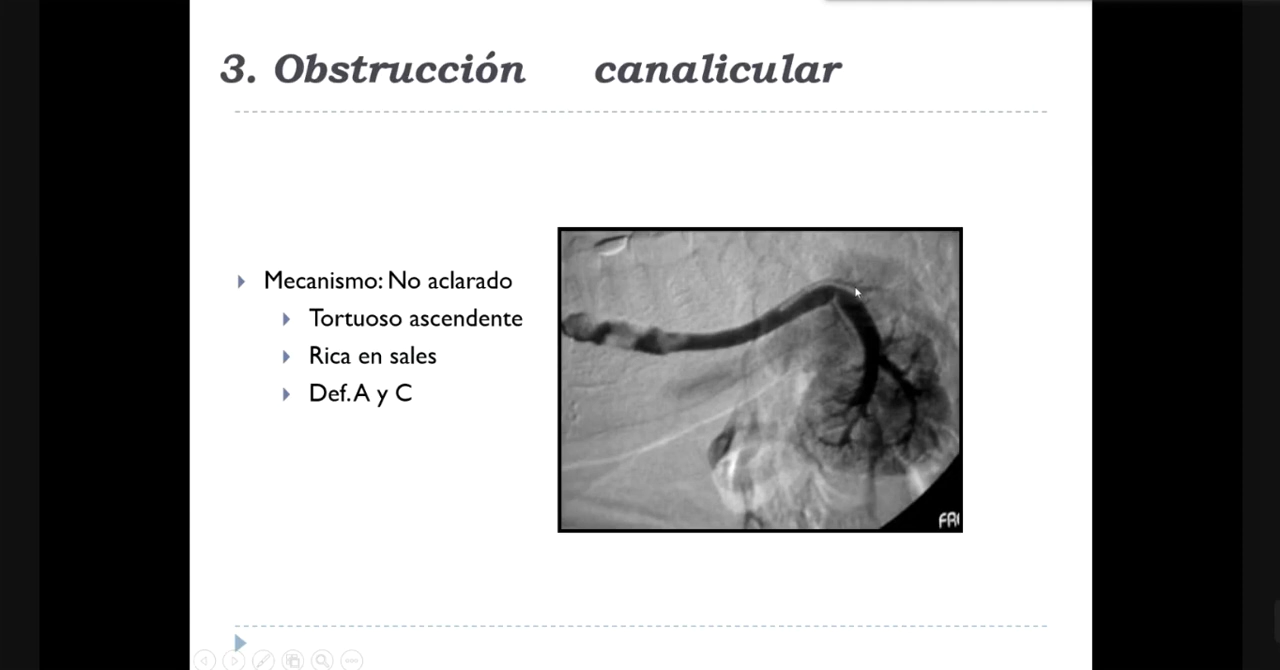 3. Obstrucción canalicular
Mecanismo: No aclarado
Tortuoso ascendente
Rica en sales
Def. A y C